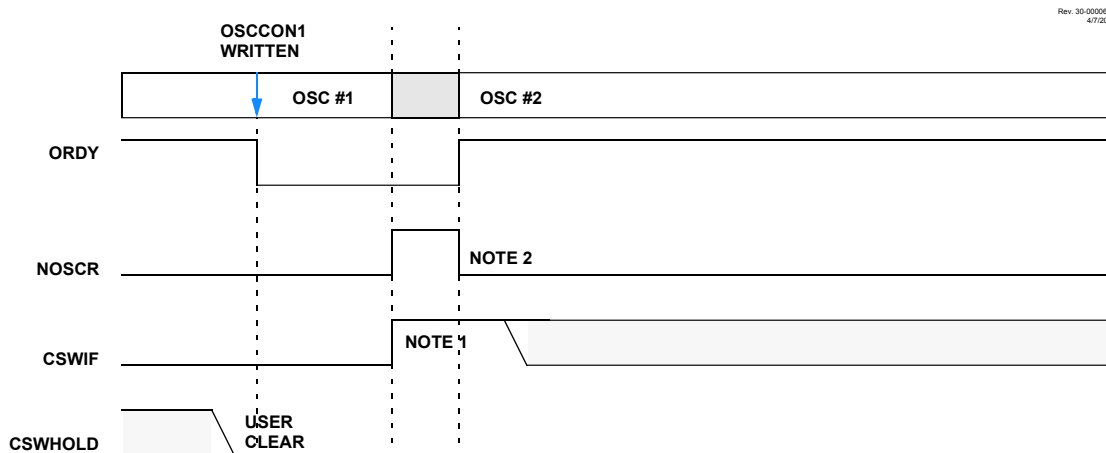 Rev. 30-00006
4/7/20
OSCCON1
WRITTEN
OSC #1
OSC #2
ORDY
NOSCR
NOTE 2
CSWIF
NOTE 1
CSWHOLD
USER
CLEAR